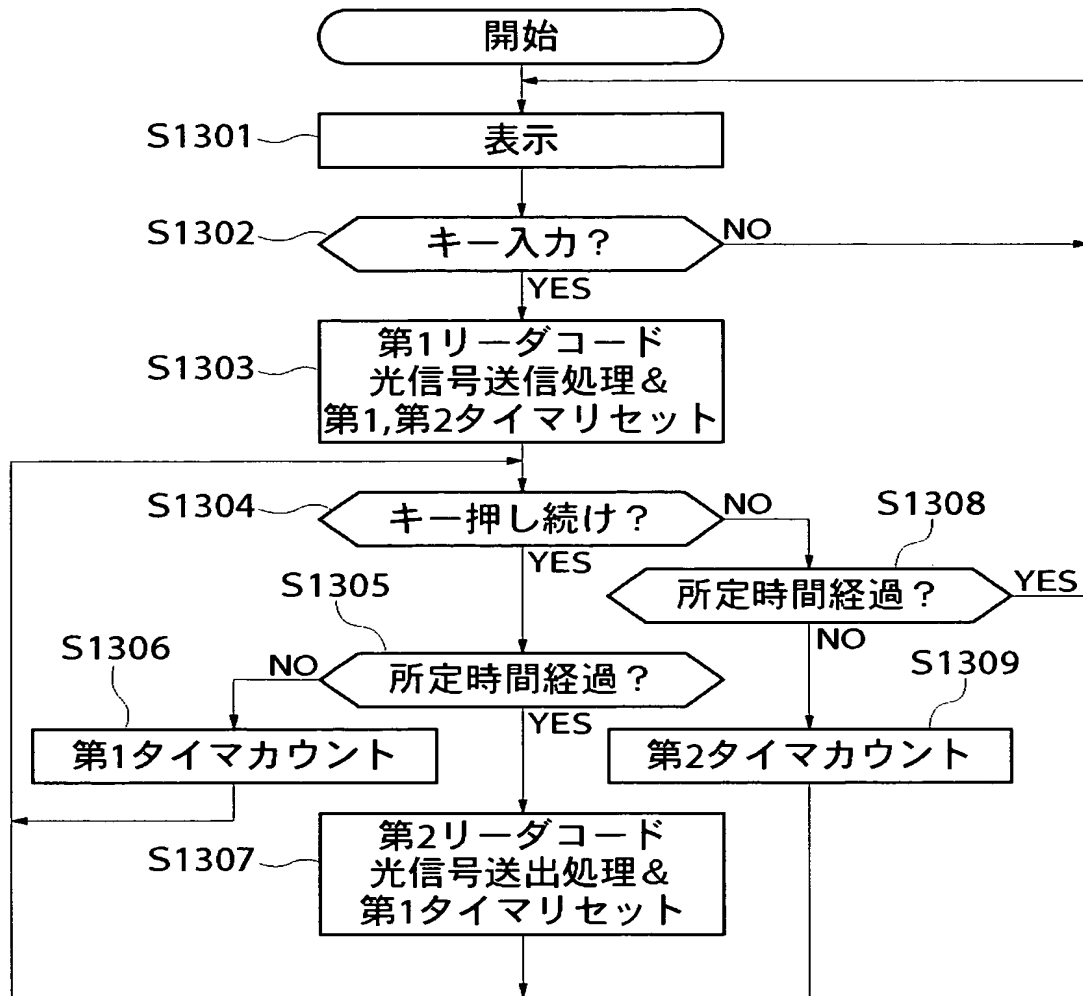 開始
S1301
表示
S1302
キー入力?
NO
YES
S1303
第1リーダコード
光信号送信処理&
第1,第2タイマリセット
S1304
キー押し続け?
NO
YES
S1308
所定時間経過?
YES
NO
S1305
所定時間経過?
NO
YES
S1306
第1タイマカウント
S1309
第2タイマカウント
S1307
第2リーダコード
光信号送出処理&
第1タイマリセット